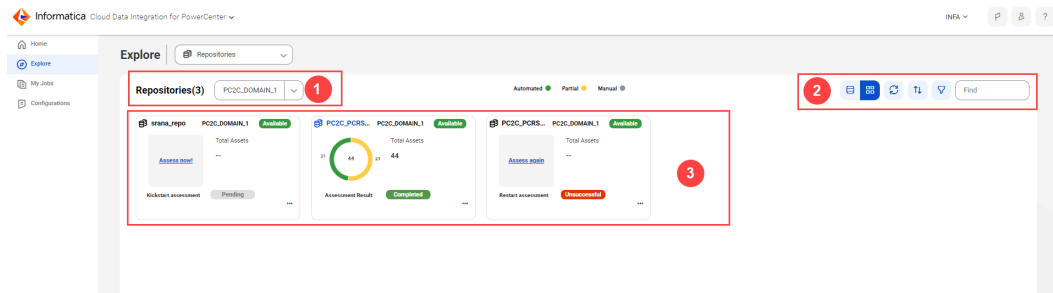 Informatica Cloud Data Integration for PowerCenter
INFA
?
Home
Explore
My Jobs
Configurations
Explore
Repositories
Repositories(3)
PC2C_DOMAIN_1
1
Automated
Partial
Manual
2
Find
srana_repo PC2C_DOMAIN_1 Available
Total Assets
--
Assess now!
Kickstart assessment Pending
...
PC2C_PCRS... PC2C_DOMAIN_1 Available
Total Assets
21 44 23 44
Assessment Result Completed
...
PC2C_PCRS... PC2C_DOMAIN_1 Available
Total Assets
--
Assess again
Restart assessment Unsuccessful
...
3